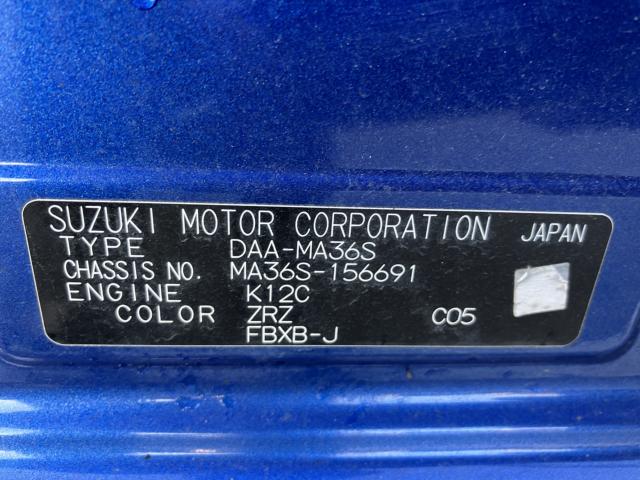 SUZUKI MOTOR CORPORATION JAPAN
TYPE DAA-MA36S
CHASSIS NO. MA36S-156691
ENGINE K12C
COLOR ZRZ C05
FBXB-J